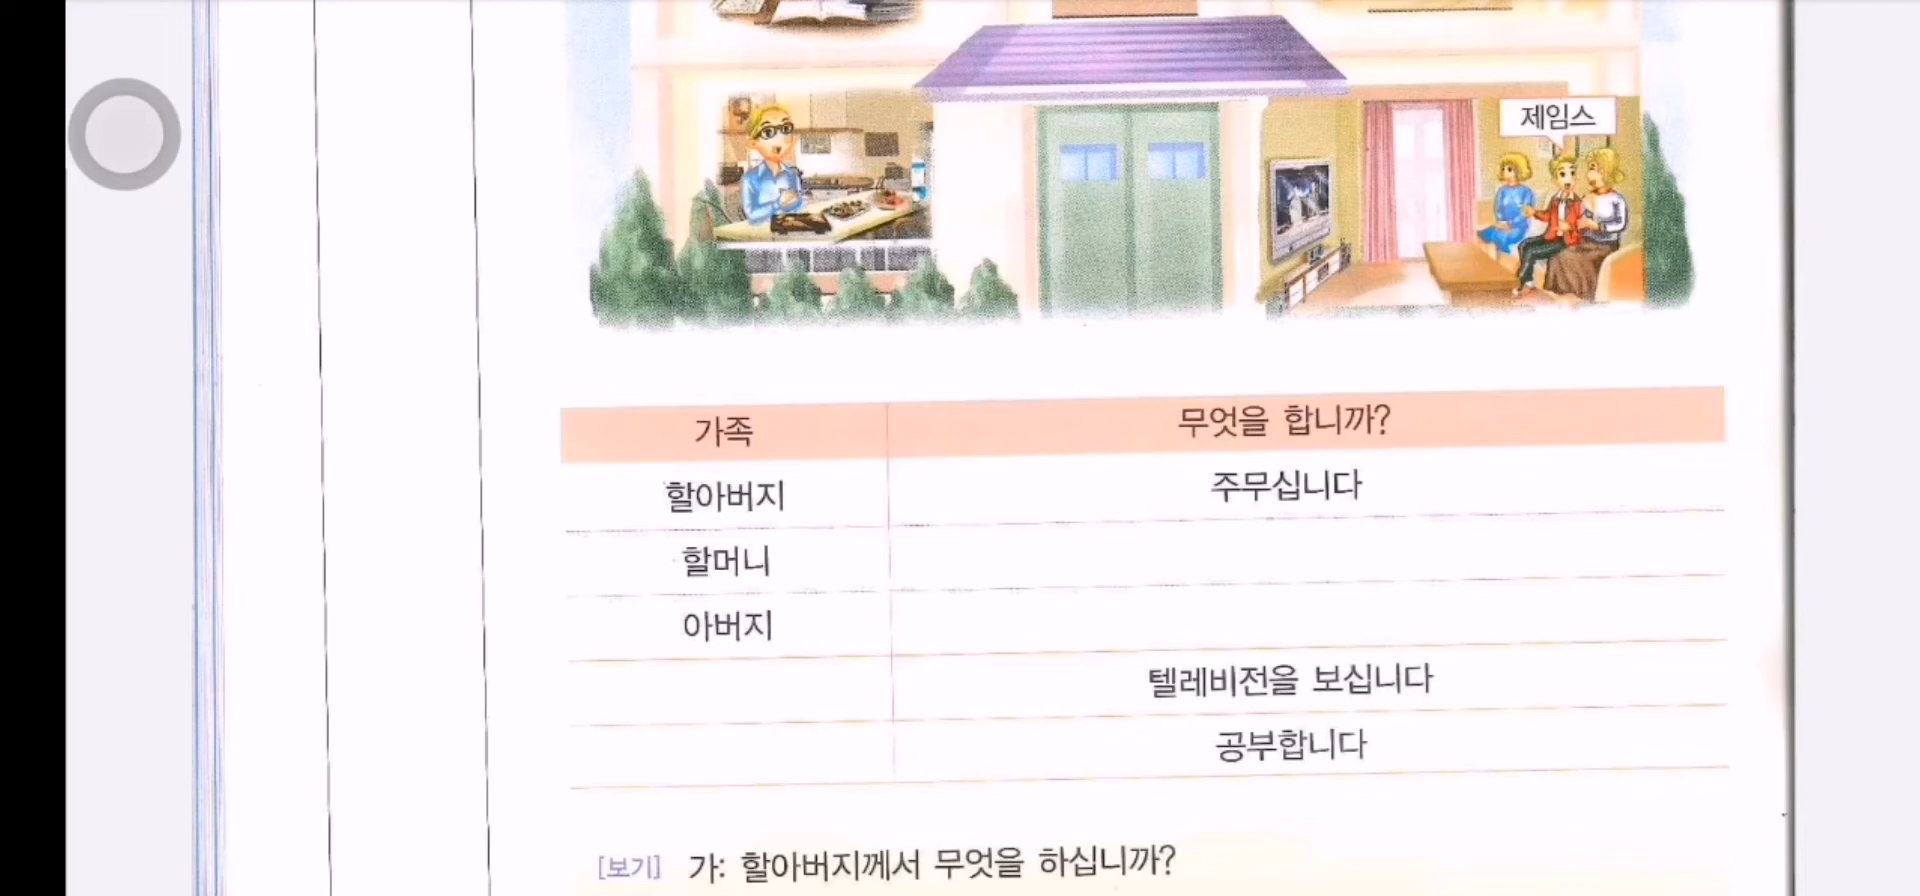 제임스
가족 무엇을 합니까?
할아버지 주무십니다
할머니
아버지
텔레비전을 보십니다
공부합니다
[보기] 가: 할아버지께서 무엇을 하십니까?